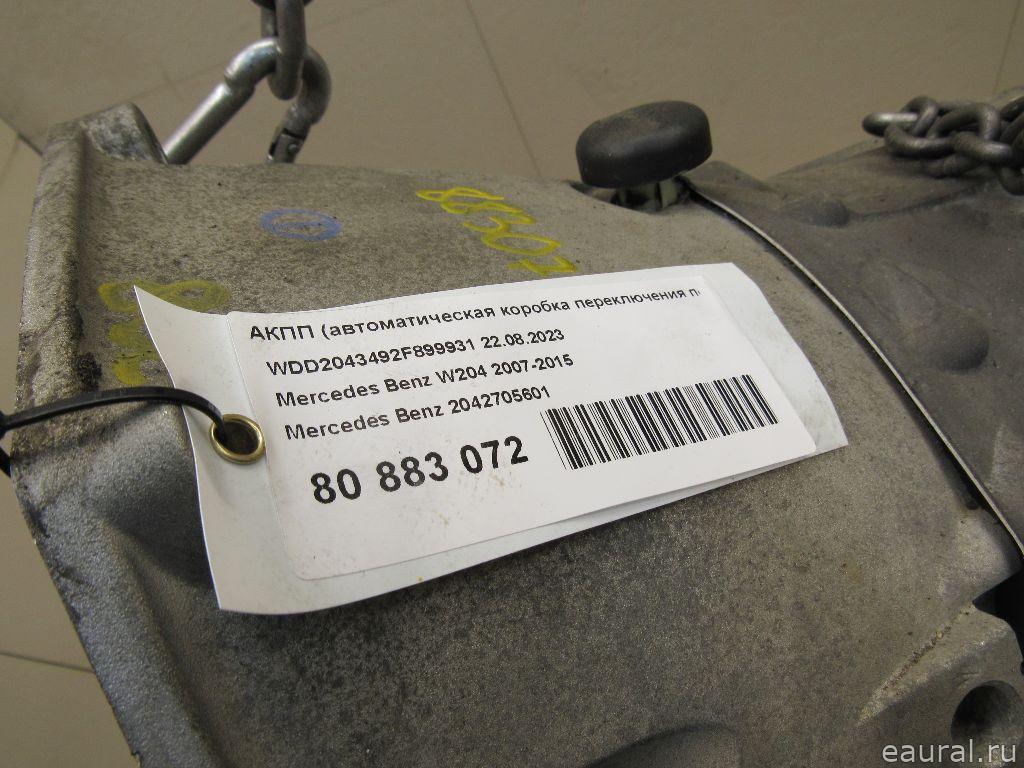 88307
АКПП (автоматическая коробка переключения п
WDD2043492F899931 22.08.2023
Mercedes Benz W204 2007-2015
Mercedes Benz 2042705601
80 883 072
eaural.ru